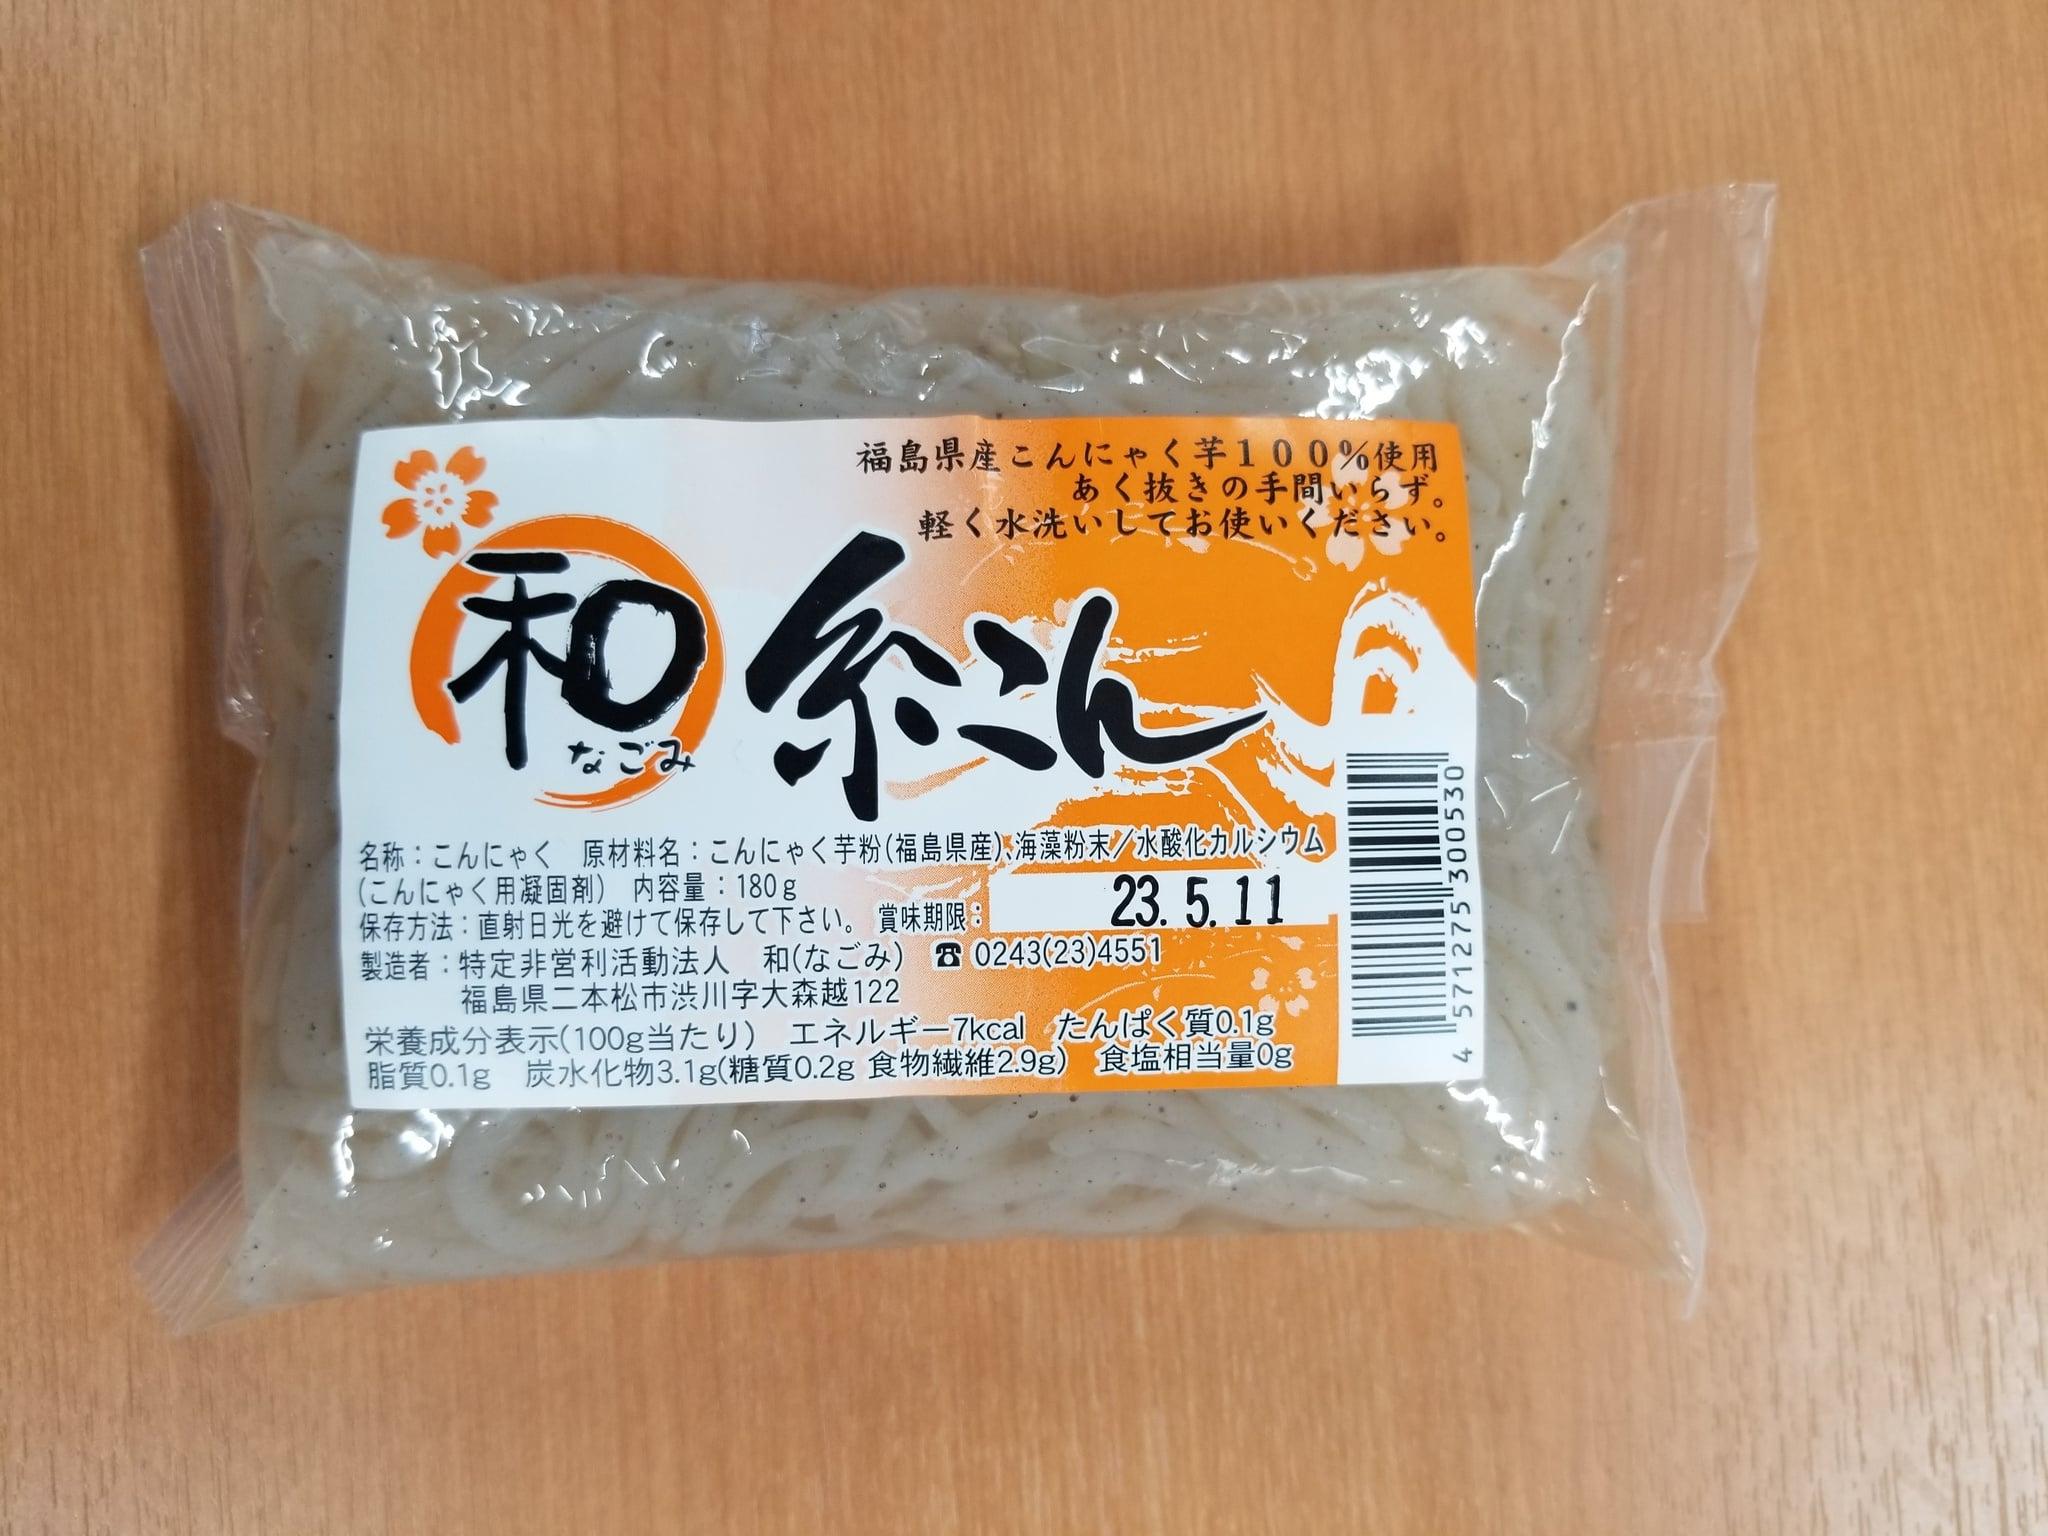 福島県産こんにゃく芋１００％使用
あく抜きの手間いらず。
軽く水洗いしてお使いください。
和
なごみ
糸こん
名称：こんにゃく　原材料名：こんにゃく芋粉(福島県産)、海藻粉末／水酸化カルシウム
(こんにゃく用凝固剤)　内容量：180g
保存方法：直射日光を避けて保存して下さい。 賞味期限：23.5.11
製造者：特定非営利活動法人　和(なごみ)　☎0243(23)4551
福島県二本松市渋川字大森越122
栄養成分表示(100g当たり)　エネルギー7kcal　たんぱく質0.1g
脂質0.1g　炭水化物3.1g(糖質0.2g 食物繊維2.9g)　食塩相当量0g
4 571275 300530